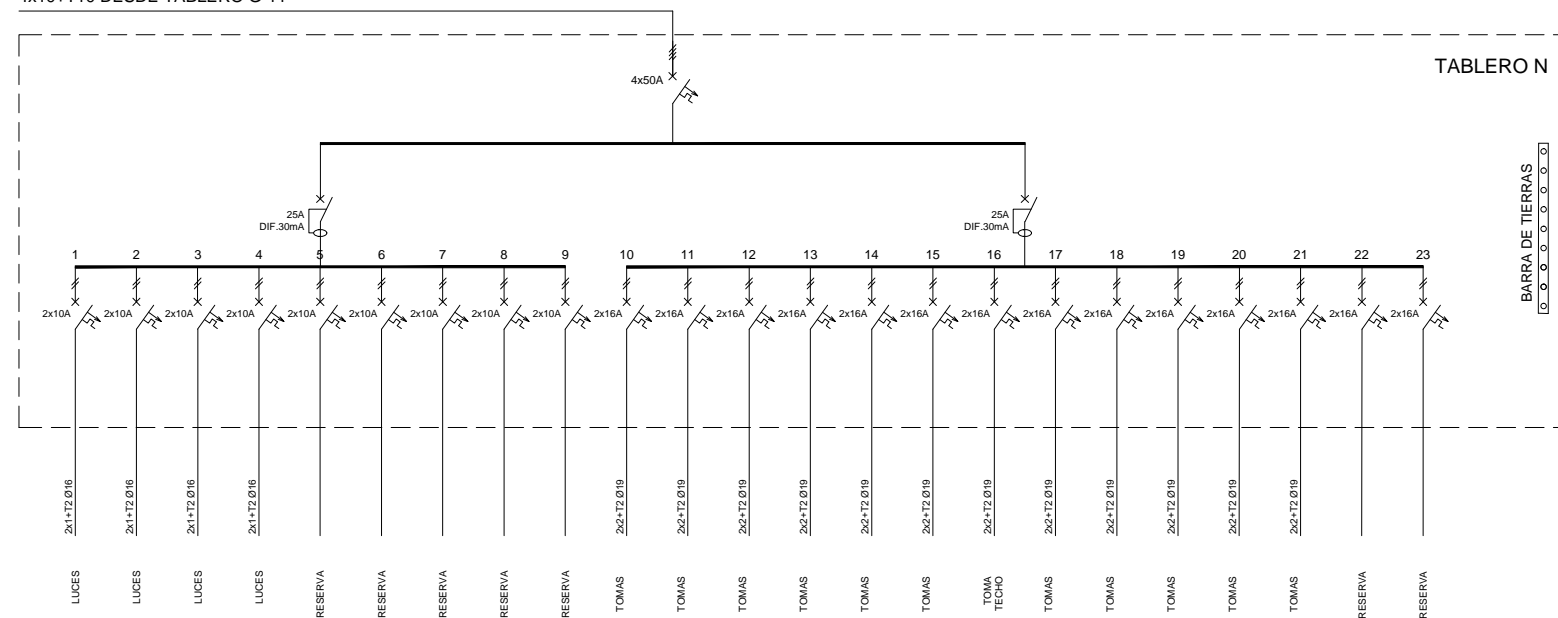 TABLERO N
4x50A
BARRA DE TIERRAS
25A
DIF.30mA
25A
DIF.30mA
1 2 3 4 5 6 7 8 9 10 11 12 13 14 15 16 17 18 19 20 21 22 23
2x10A 2x10A 2x10A 2x10A 2x10A 2x10A 2x10A 2x10A 2x10A 2x16A 2x16A 2x16A 2x16A 2x16A 2x16A 2x16A 2x16A 2x16A 2x16A 2x16A 2x16A 2x16A 2x16A
2x1+T2 Ø16
2x1+T2 Ø16
2x1+T2 Ø16
2x1+T2 Ø16
2x2+T2 Ø19
2x2+T2 Ø19
2x2+T2 Ø19
2x2+T2 Ø19
2x2+T2 Ø19
2x2+T2 Ø19
2x2+T2 Ø19
2x2+T2 Ø19
2x2+T2 Ø19
2x2+T2 Ø19
2x2+T2 Ø19
2x2+T2 Ø19
LUCES
LUCES
LUCES
LUCES
RESERVA
RESERVA
RESERVA
RESERVA
RESERVA
TOMAS
TOMAS
TOMAS
TOMAS
TOMAS
TOMAS
TOMA
TECHO
TOMAS
TOMAS
TOMAS
TOMAS
TOMAS
RESERVA
RESERVA